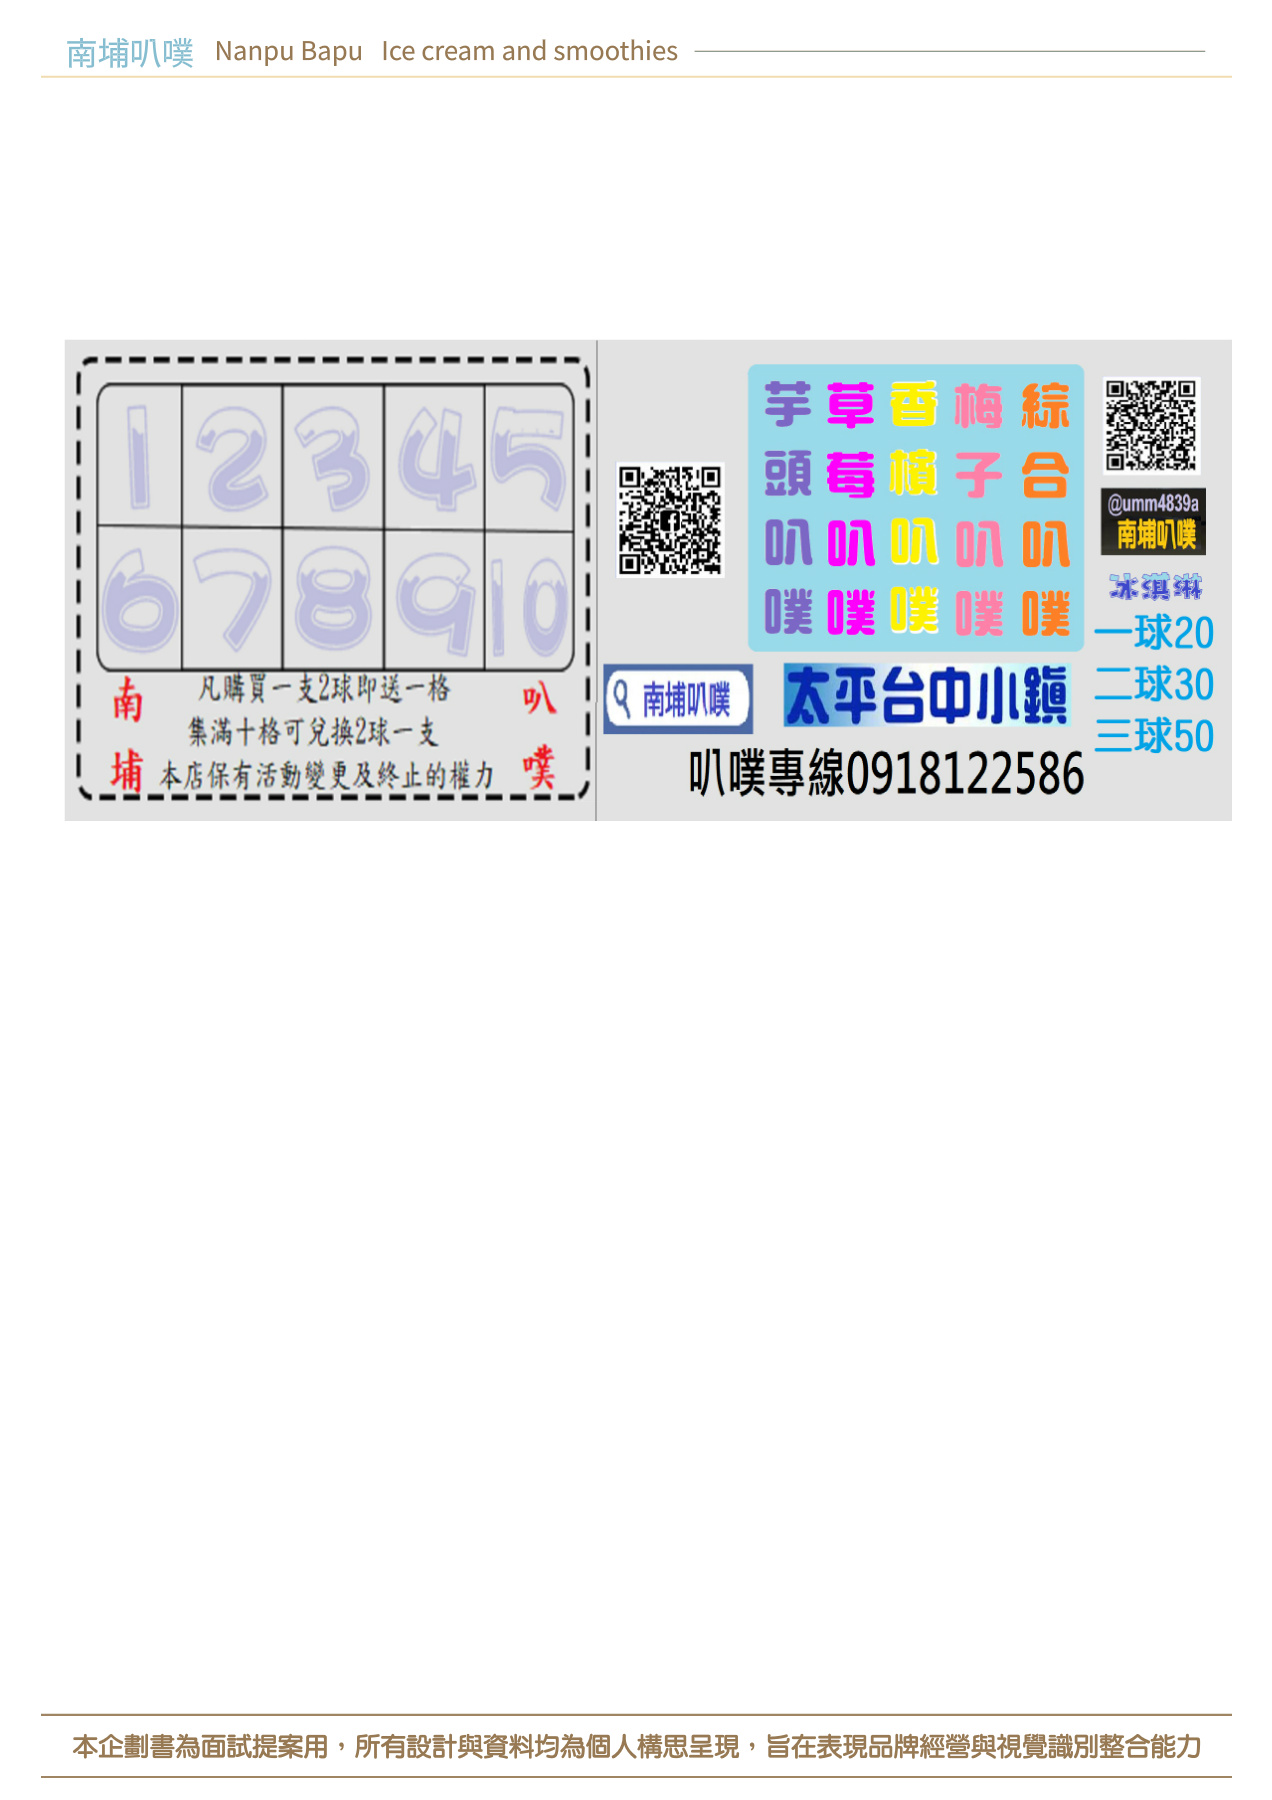 南埔叭噗 Nanpu Bapu Ice cream and smoothies
1 2 3 4 5
6 7 8 9 10
南埔
凡購買一支2球即送一格
集滿十格可兌換2球一支
本店保有活動變更及終止的權力
叭噗
芋頭叭噗
草莓叭噗
香檳叭噗
梅子叭噗
綜合叭噗
南埔叭噗
太平台中小鎮
叭噗專線0918122586
@umm4839a
南埔叭噗
冰淇淋
一球20
二球30
三球50
本企劃書為面試提案用，所有設計與資料均為個人構思呈現，旨在表現品牌經營與視覺識別整合能力